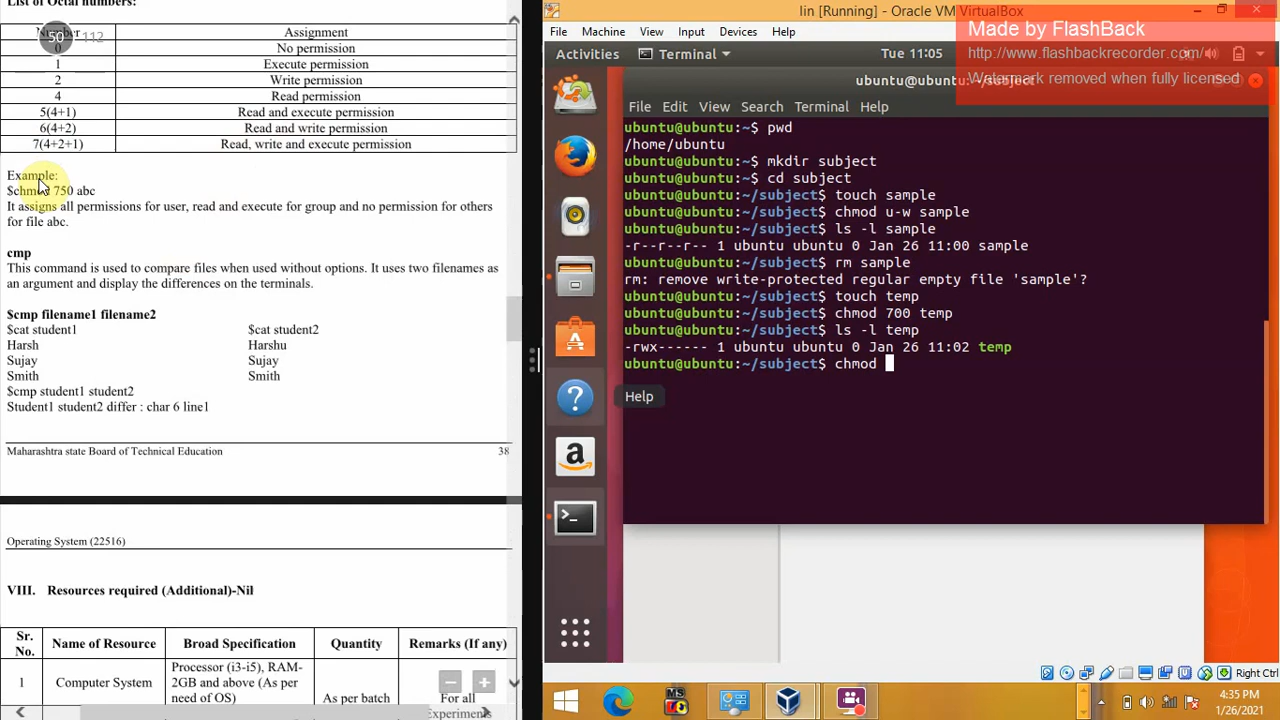 List of Octal numbers:
Assignment
50 112
0 No permission
1 Execute permission
2 Write permission
4 Read permission
5(4+1) Read and execute permission
6(4+2) Read and write permission
7(4+2+1) Read, write and execute permission
Example:
$chmod 750 abc
It assigns all permissions for user, read and execute for group and no permission for others
for file abc.
cmp
This command is used to compare files when used without options. It uses two filenames as
an argument and display the differences on the terminals.
$cmp filename1 filename2
$cat student1 $cat student2
Harsh Harshu
Sujay Sujay
Smith Smith
$cmp student1 student2
Student1 student2 differ : char 6 line1
Maharashtra state Board of Technical Education 38
Operating System (22516)
VIII. Resources required (Additional)-Nil
Sr. No. Name of Resource Broad Specification Quantity Remarks (If any)
1 Computer System Processor (i3-i5), RAM-
2GB and above (As per
need of OS)
As per batch
For all
Experiments
lin [Running] - Oracle VM VirtualBox
File Machine View Input Devices Help
Made by FlashBack
http://www.flashbackrecorder.com/
Watermark removed when fully licensed
Activities Terminal Tue 11:05
ubuntu@ubuntu: ~/subject
File Edit View Search Terminal Help
ubuntu@ubuntu:~$ pwd
/home/ubuntu
ubuntu@ubuntu:~$ mkdir subject
ubuntu@ubuntu:~$ cd subject
ubuntu@ubuntu:~/subject$ touch sample
ubuntu@ubuntu:~/subject$ chmod u-w sample
ubuntu@ubuntu:~/subject$ ls -l sample
-r--r--r-- 1 ubuntu ubuntu 0 Jan 26 11:00 sample
ubuntu@ubuntu:~/subject$ rm sample
rm: remove write-protected regular empty file 'sample'?
ubuntu@ubuntu:~/subject$ touch temp
ubuntu@ubuntu:~/subject$ chmod 700 temp
ubuntu@ubuntu:~/subject$ ls -l temp
-rwx------ 1 ubuntu ubuntu 0 Jan 26 11:02 temp
ubuntu@ubuntu:~/subject$ chmod
Help
Right Ctrl
4:35 PM
1/26/2021